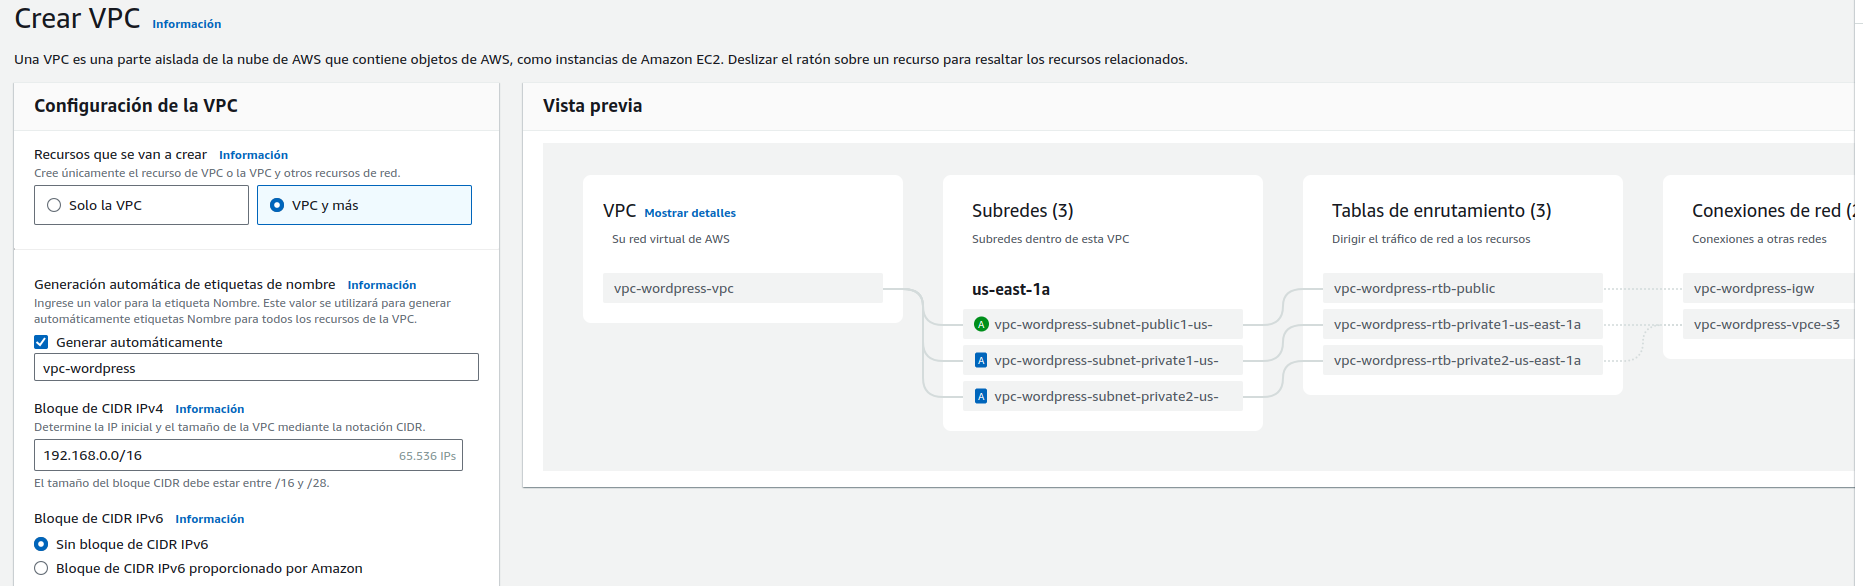 Crear VPC Información
Una VPC es una parte aislada de la nube de AWS que contiene objetos de AWS, como instancias de Amazon EC2. Deslizar el ratón sobre un recurso para resaltar los recursos relacionados.
Configuración de la VPC
Recursos que se van a crear Información
Cree únicamente el recurso de VPC o la VPC y otros recursos de red.
Solo la VPC
VPC y más
Generación automática de etiquetas de nombre Información
Ingrese un valor para la etiqueta Nombre. Este valor se utilizará para generar
automáticamente etiquetas Nombre para todos los recursos de la VPC.
Generar automáticamente
vpc-wordpress
Bloque de CIDR IPv4 Información
Determine la IP inicial y el tamaño de la VPC mediante la notación CIDR.
192.168.0.0/16 65.536 IPs
El tamaño del bloque CIDR debe estar entre /16 y /28.
Bloque de CIDR IPv6 Información
Sin bloque de CIDR IPv6
Bloque de CIDR IPv6 proporcionado por Amazon
Vista previa
VPC Mostrar detalles
Su red virtual de AWS
vpc-wordpress-vpc
Subredes (3)
Subredes dentro de esta VPC
us-east-1a
A vpc-wordpress-subnet-public1-us-
A vpc-wordpress-subnet-private1-us-
A vpc-wordpress-subnet-private2-us-
Tablas de enrutamiento (3)
Dirigir el tráfico de red a los recursos
vpc-wordpress-rtb-public
vpc-wordpress-rtb-private1-us-east-1a
vpc-wordpress-rtb-private2-us-east-1a
Conexiones de red (2
Conexiones a otras redes
vpc-wordpress-igw
vpc-wordpress-vpce-s3